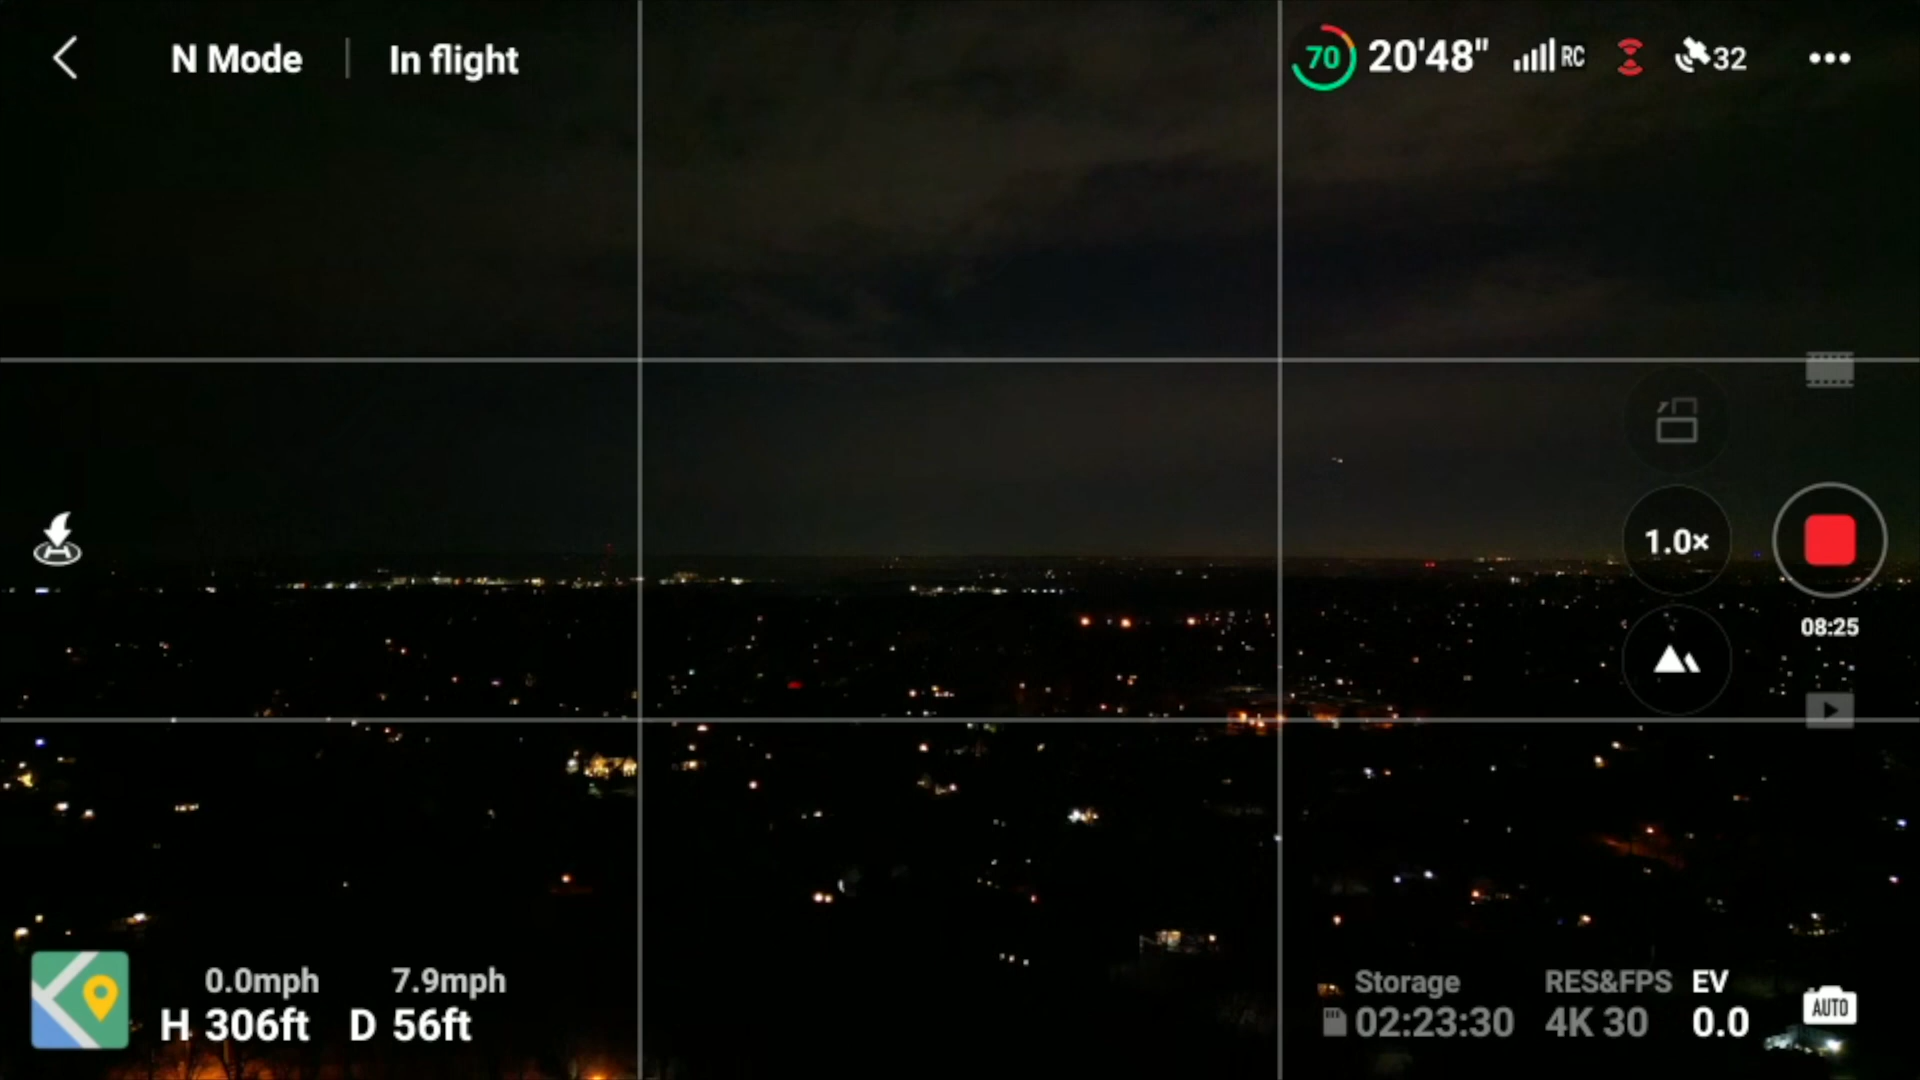 N Mode | In flight
70 20'48" RC 32
1.0×
08:25
0.0mph 7.9mph
H 306ft D 56ft
Storage RES&FPS EV
02:23:30 4K 30 0.0
AUTO